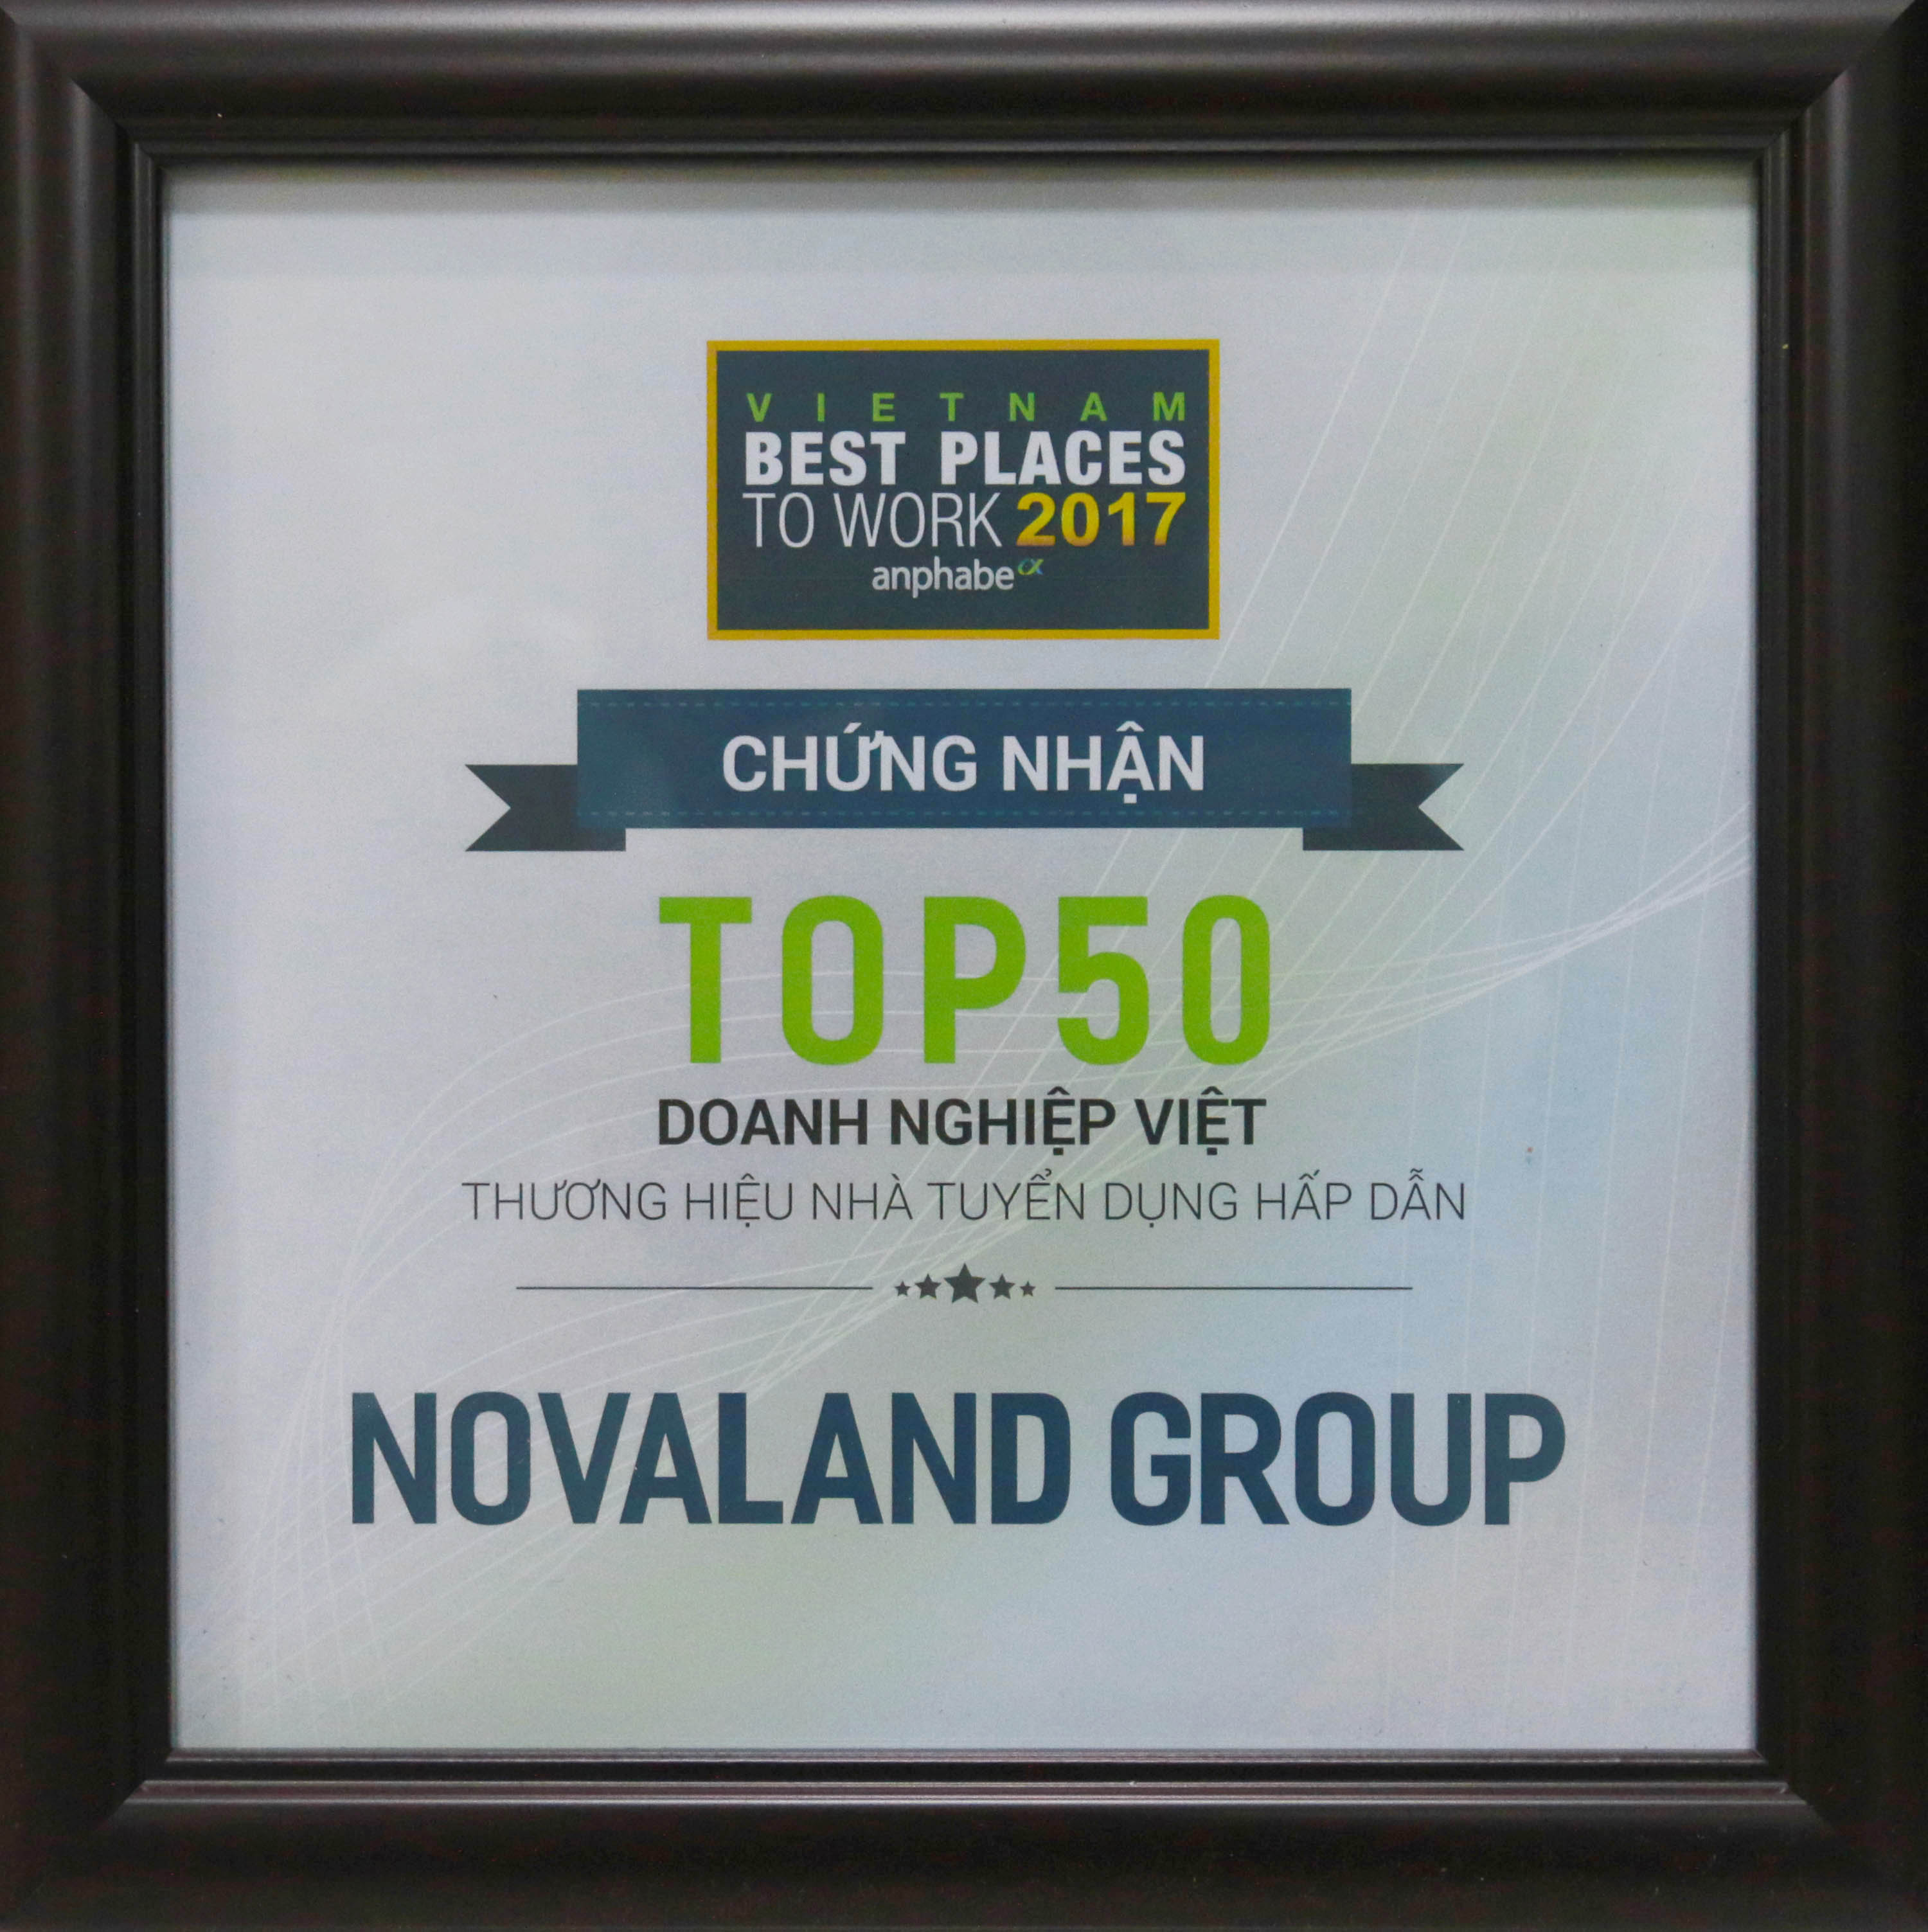 VIETNAM
BEST PLACES
TO WORK 2017
anphabe
CHỨNG NHẬN
TOP50
DOANH NGHIỆP VIỆT
THƯƠNG HIỆU NHÀ TUYỂN DỤNG HẤP DẪN
NOVALAND GROUP